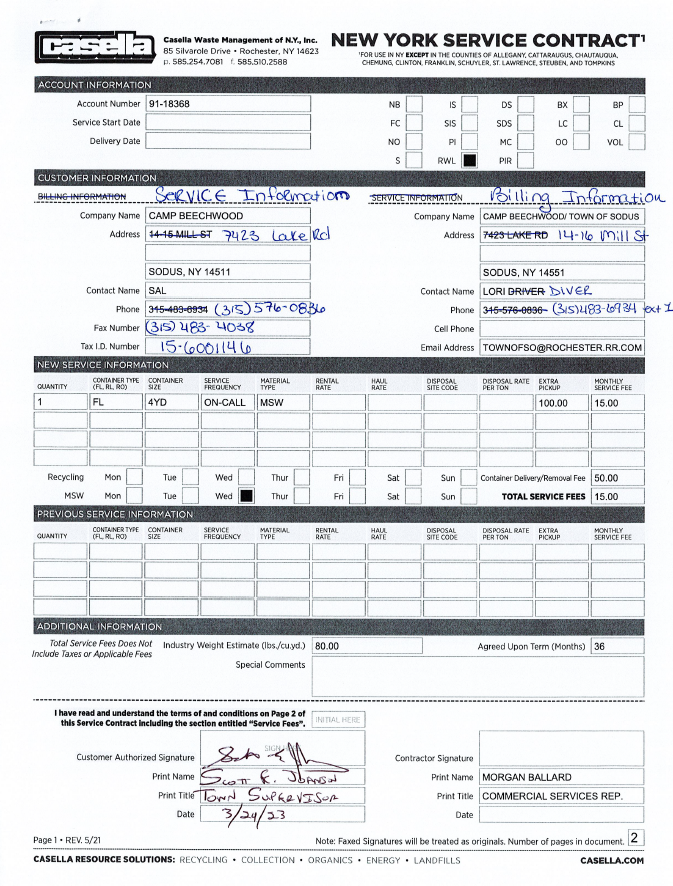 casella
Casella Waste Management of N.Y., Inc.
85 Silvarole Drive • Rochester, NY 14623
p. 585.254.7081 f. 585.510.2588
NEW YORK SERVICE CONTRACT¹
¹FOR USE IN NY EXCEPT IN THE COUNTIES OF ALLEGANY, CATTARAUGUS, CHAUTAUQUA,
CHEMUNG, CLINTON, FRANKLIN, SCHUYLER, ST. LAWRENCE, STEUBEN, AND TOMPKINS
ACCOUNT INFORMATION
Account Number 91-18368 NB IS DS BX BP
Service Start Date FC SIS SDS LC CL
Delivery Date NO PI MC OO VOL
S RWL PIR
CUSTOMER INFORMATION
BILLING INFORMATION SERVICE Information SERVICE INFORMATION Billing Information
Company Name CAMP BEECHWOOD Company Name CAMP BEECHWOOD/ TOWN OF SODUS
Address 14-15 MILL ST 7423 Lake Rd Address 7423 LAKE RD 14-16 Mill St
SODUS, NY 14511 SODUS, NY 14551
Contact Name SAL Contact Name LORI DRIVER DIVER
Phone 315-483-6934 (315) 576-0836 Phone 315-576-0836 (315)483-6934 ext 1
Fax Number (315) 483-4038 Cell Phone
Tax I.D. Number 15-6001146 Email Address TOWNOFSO@ROCHESTER.RR.COM
NEW SERVICE INFORMATION
QUANTITY CONTAINER TYPE (FL, RL, RO) CONTAINER SIZE SERVICE FREQUENCY MATERIAL TYPE RENTAL RATE HAUL RATE DISPOSAL SITE CODE DISPOSAL RATE PER TON EXTRA PICKUP MONTHLY SERVICE FEE
1 FL 4YD ON-CALL MSW 100.00 15.00
Recycling Mon Tue Wed Thur Fri Sat Sun Container Delivery/Removal Fee 50.00
MSW Mon Tue Wed Thur Fri Sat Sun TOTAL SERVICE FEES 15.00
PREVIOUS SERVICE INFORMATION
QUANTITY CONTAINER TYPE (FL, RL, RO) CONTAINER SIZE SERVICE FREQUENCY MATERIAL TYPE RENTAL RATE HAUL RATE DISPOSAL SITE CODE DISPOSAL RATE PER TON EXTRA PICKUP MONTHLY SERVICE FEE
ADDITIONAL INFORMATION
Total Service Fees Does Not
Include Taxes or Applicable Fees
Industry Weight Estimate (lbs./cu.yd.) 80.00 Agreed Upon Term (Months) 36
Special Comments
I have read and understand the terms of and conditions on Page 2 of
this Service Contract including the section entitled "Service Fees".
INITIAL HERE
Customer Authorized Signature Contractor Signature
Print Name Scott K. Johnson Print Name MORGAN BALLARD
Print Title Town Supervisor Print Title COMMERCIAL SERVICES REP.
Date 3/24/23 Date
Page 1 • REV. 5/21 Note: Faxed Signatures will be treated as originals. Number of pages in document. 2
CASELLA RESOURCE SOLUTIONS: RECYCLING • COLLECTION • ORGANICS • ENERGY • LANDFILLS CASELLA.COM